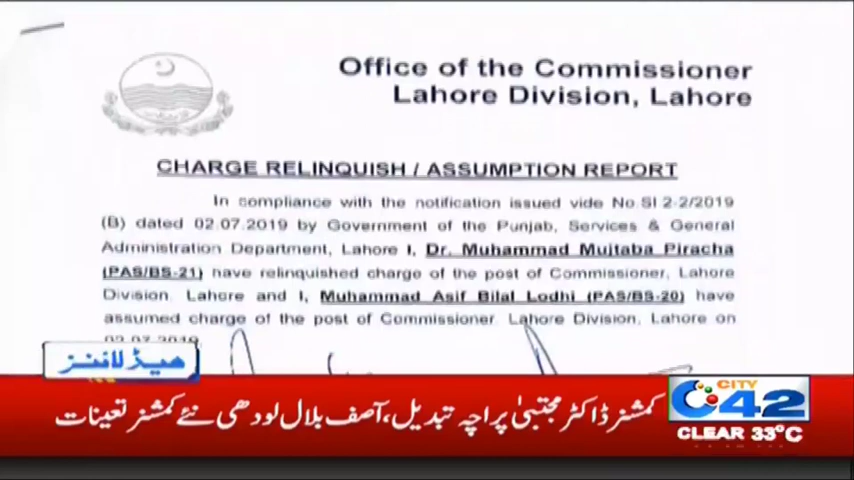 Office of the Commissioner
Lahore Division, Lahore
CHARGE RELINQUISH / ASSUMPTION REPORT
In compliance with the notification issued vide No.SI 2-2/2019
(B) dated 02.07.2019 by Government of the Punjab, Services & General
Administration Department, Lahore I, Dr. Muhammad Mujtaba Piracha
(PAS/BS-21) have relinquished charge of the post of Commissioner, Lahore
Division, Lahore and I, Muhammad Asif Bilal Lodhi (PAS/BS-20) have
assumed charge of the post of Commissioner, Lahore Division, Lahore on
02.07.2019
ہیڈلائنز
کمشنر ڈاکٹر مجتبیٰ پراچہ تبدیل، آصف بلال لودھی نئے کمشنر تعینات
CITY
42
CLEAR 33°C